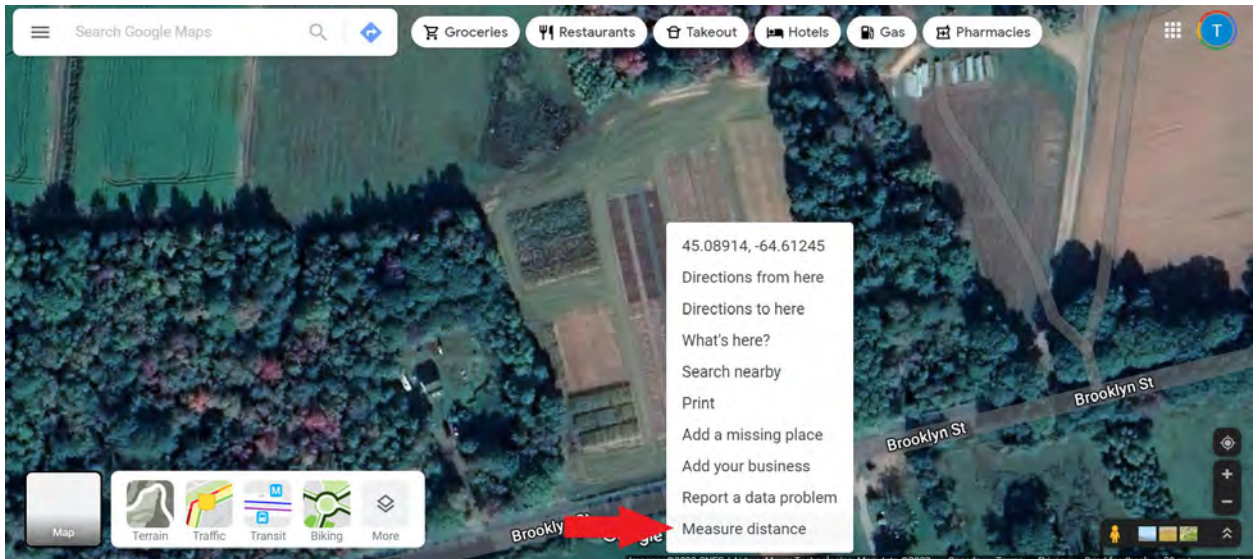 Search Google Maps
Groceries
Restaurants
Takeout
Hotels
Gas
Pharmacies
T
45.08914, -64.61245
Directions from here
Directions to here
What's here?
Search nearby
Print
Add a missing place
Add your business
Report a data problem
Measure distance
Brooklyn St
Brooklyn St
Map
Terrain
Traffic
M
Transit
Biking
More